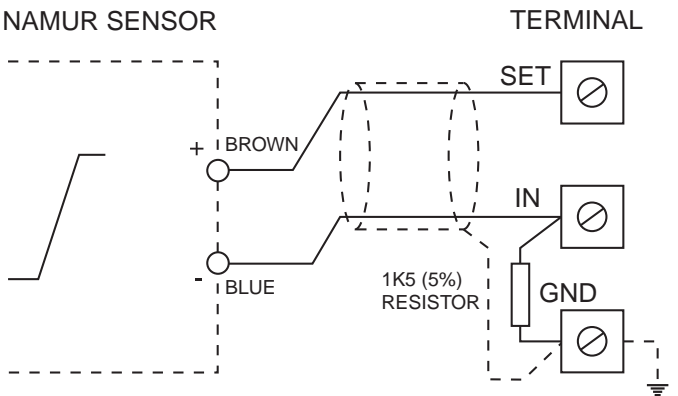 NAMUR SENSOR
TERMINAL
SET
+
BROWN
IN
-
BLUE
1K5 (5%)
RESISTOR
GND